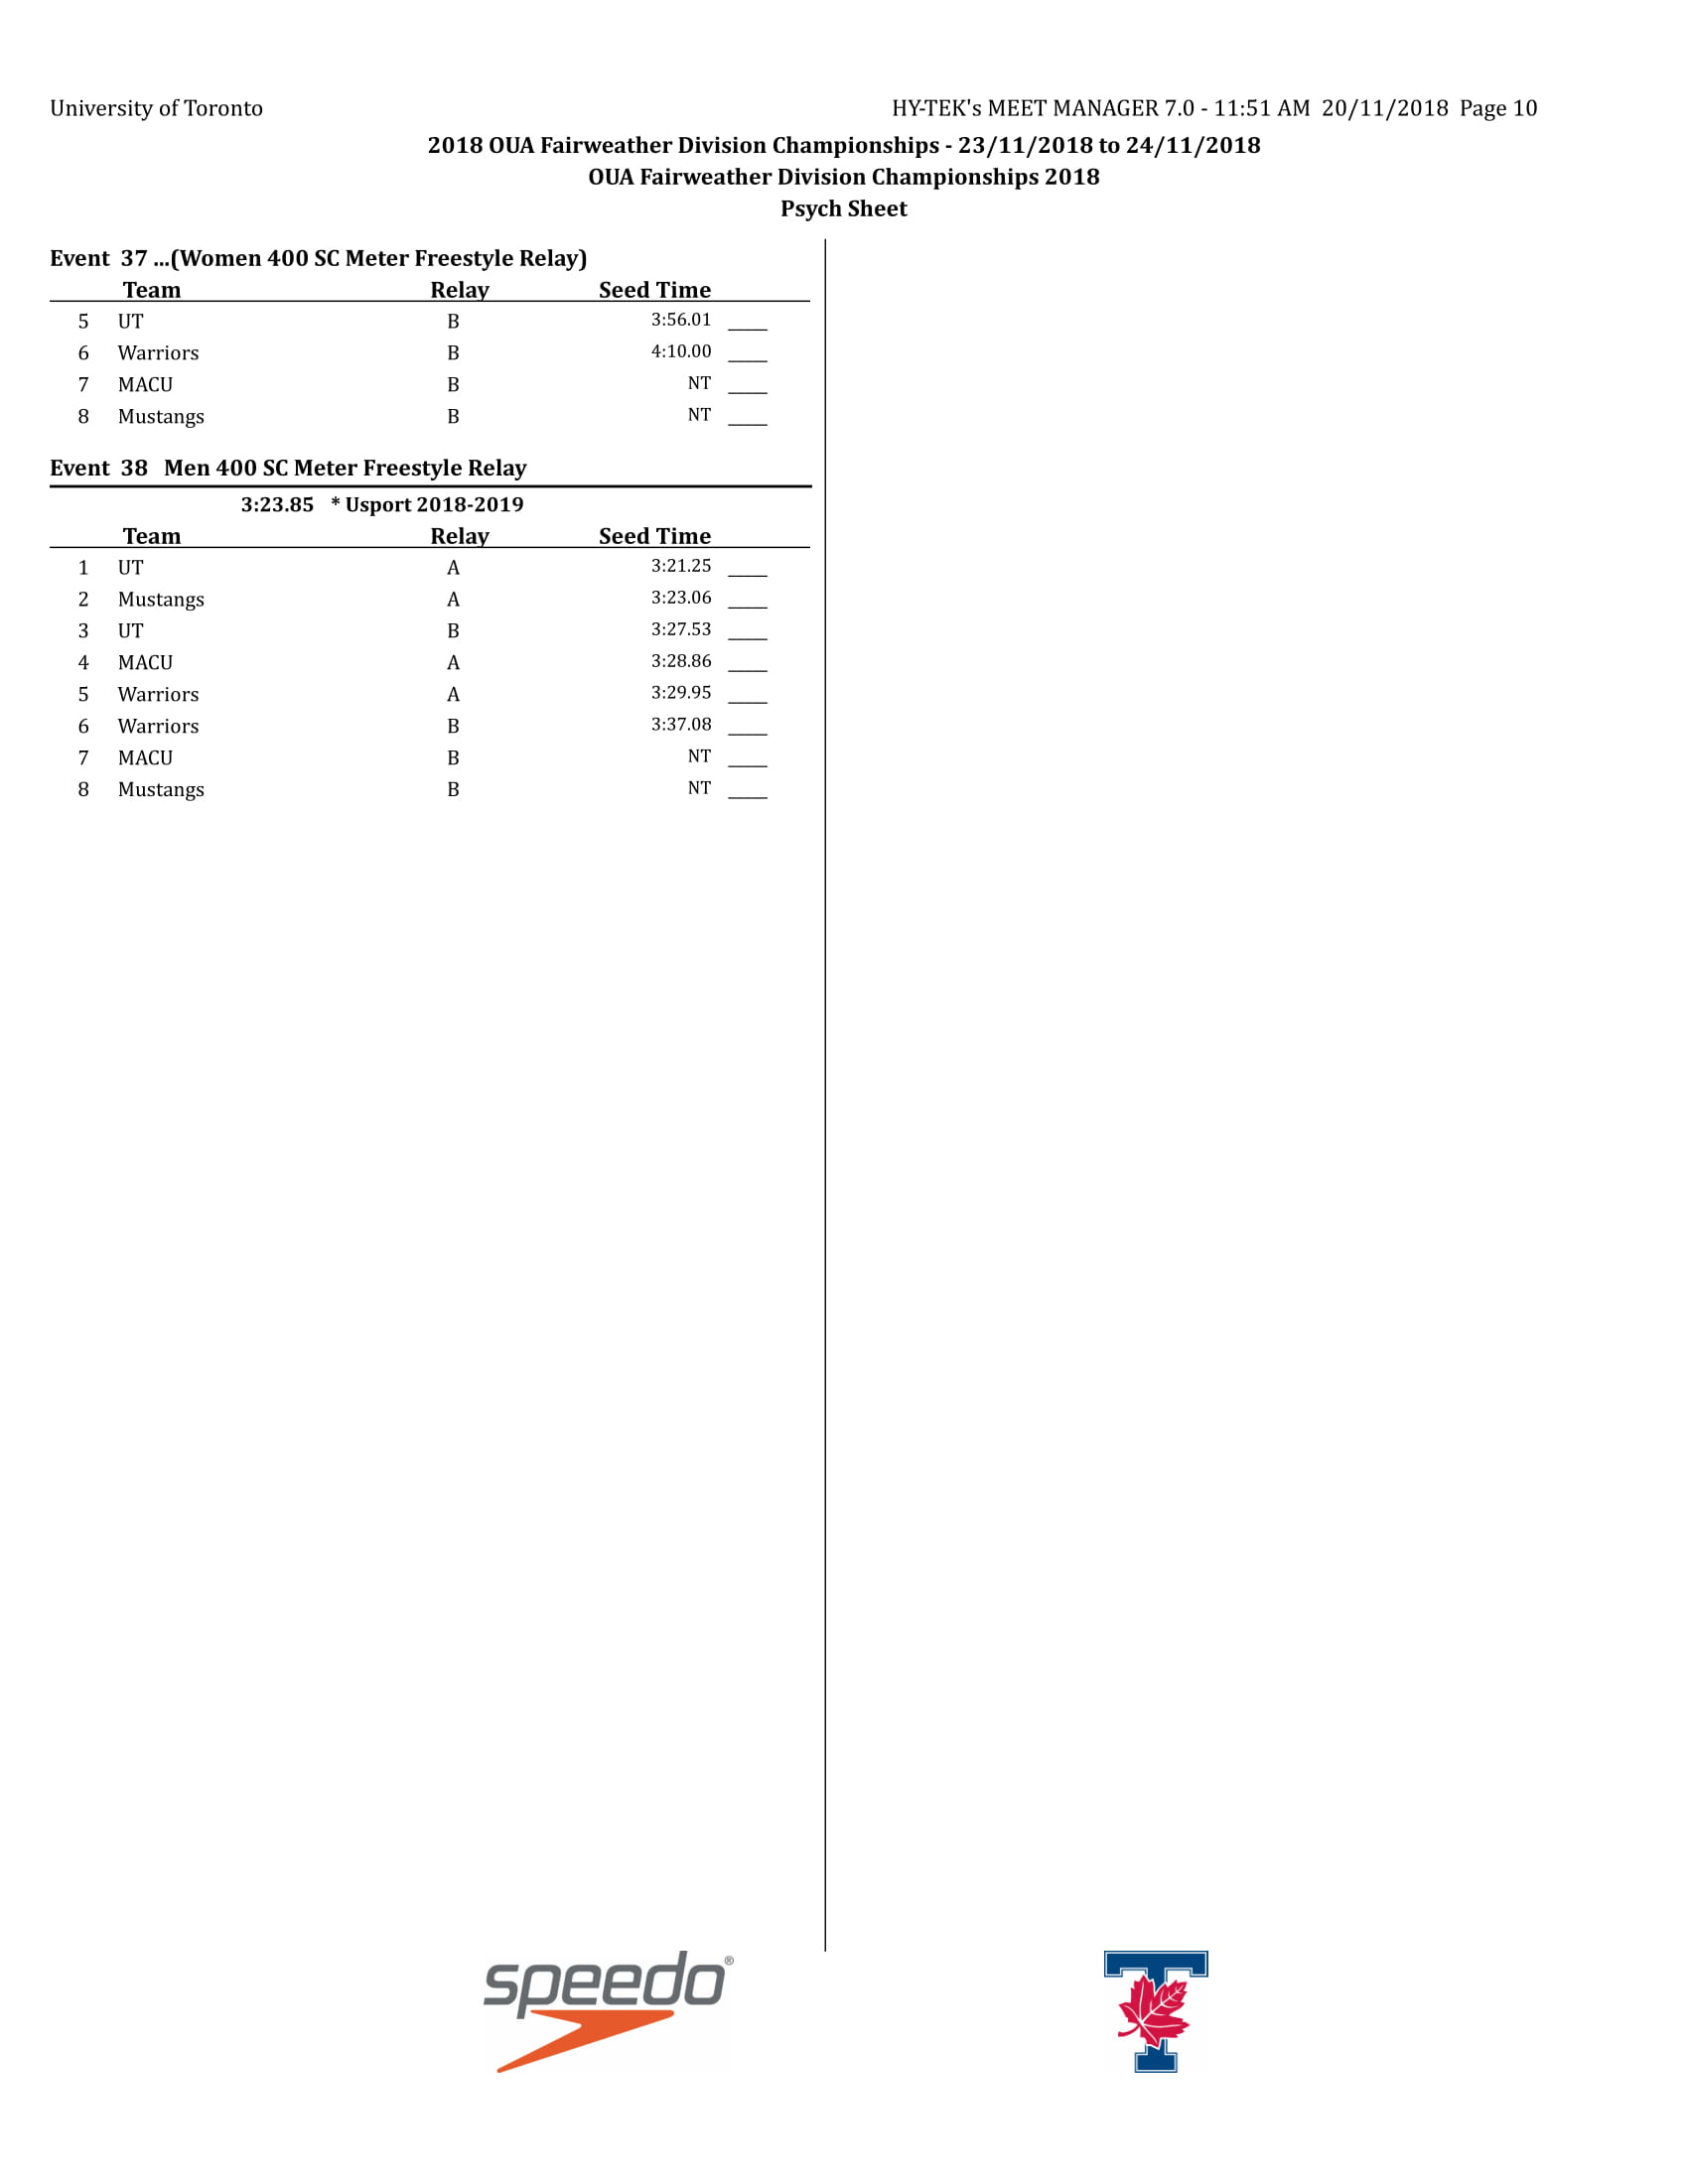 University of Toronto HY-TEK's MEET MANAGER 7.0 - 11:51 AM 20/11/2018 Page 10
2018 OUA Fairweather Division Championships - 23/11/2018 to 24/11/2018
OUA Fairweather Division Championships 2018
Psych Sheet
Event 37 ...(Women 400 SC Meter Freestyle Relay)
Team Relay Seed Time
5 UT B 3:56.01 ____
6 Warriors B 4:10.00 ____
7 MACU B NT ____
8 Mustangs B NT ____
Event 38 Men 400 SC Meter Freestyle Relay
3:23.85 * Usport 2018-2019
Team Relay Seed Time
1 UT A 3:21.25 ____
2 Mustangs A 3:23.06 ____
3 UT B 3:27.53 ____
4 MACU A 3:28.86 ____
5 Warriors A 3:29.95 ____
6 Warriors B 3:37.08 ____
7 MACU B NT ____
8 Mustangs B NT ____
speedo®
T